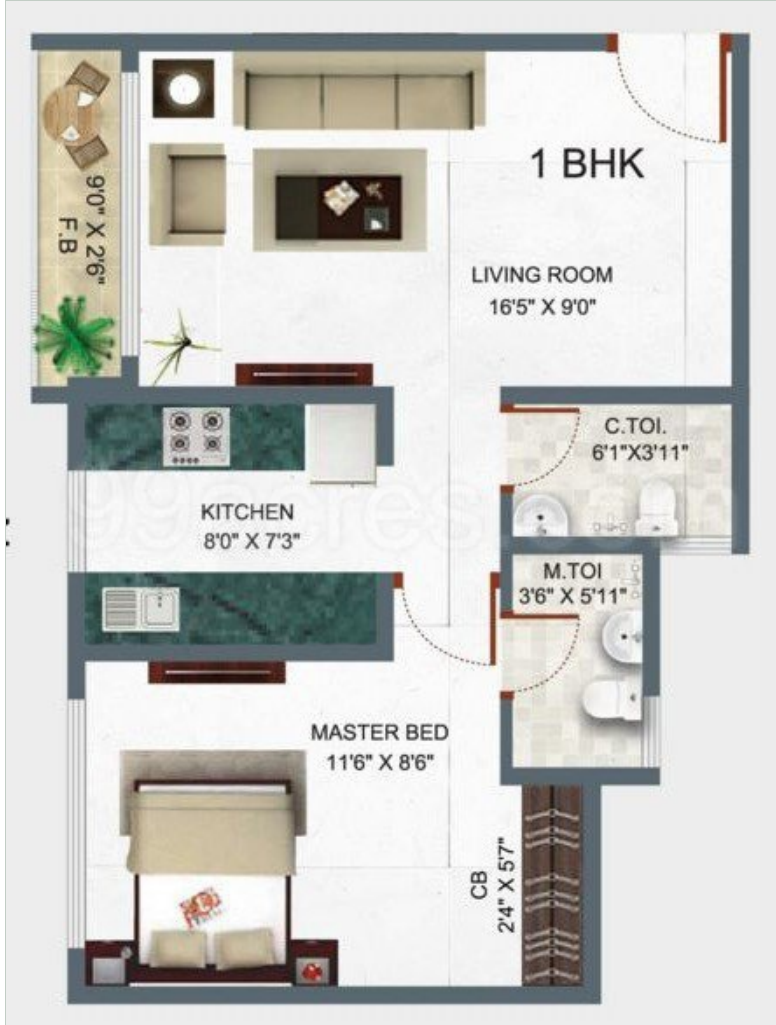 1 BHK
9'0" X 2'6"
F.B
LIVING ROOM
16'5" X 9'0"
C.TOI.
6'1"X3'11"
KITCHEN
8'0" X 7'3"
M.TOI
3'6" X 5'11"
MASTER BED
11'6" X 8'6"
CB
2'4" X 5'7"
99acres.com